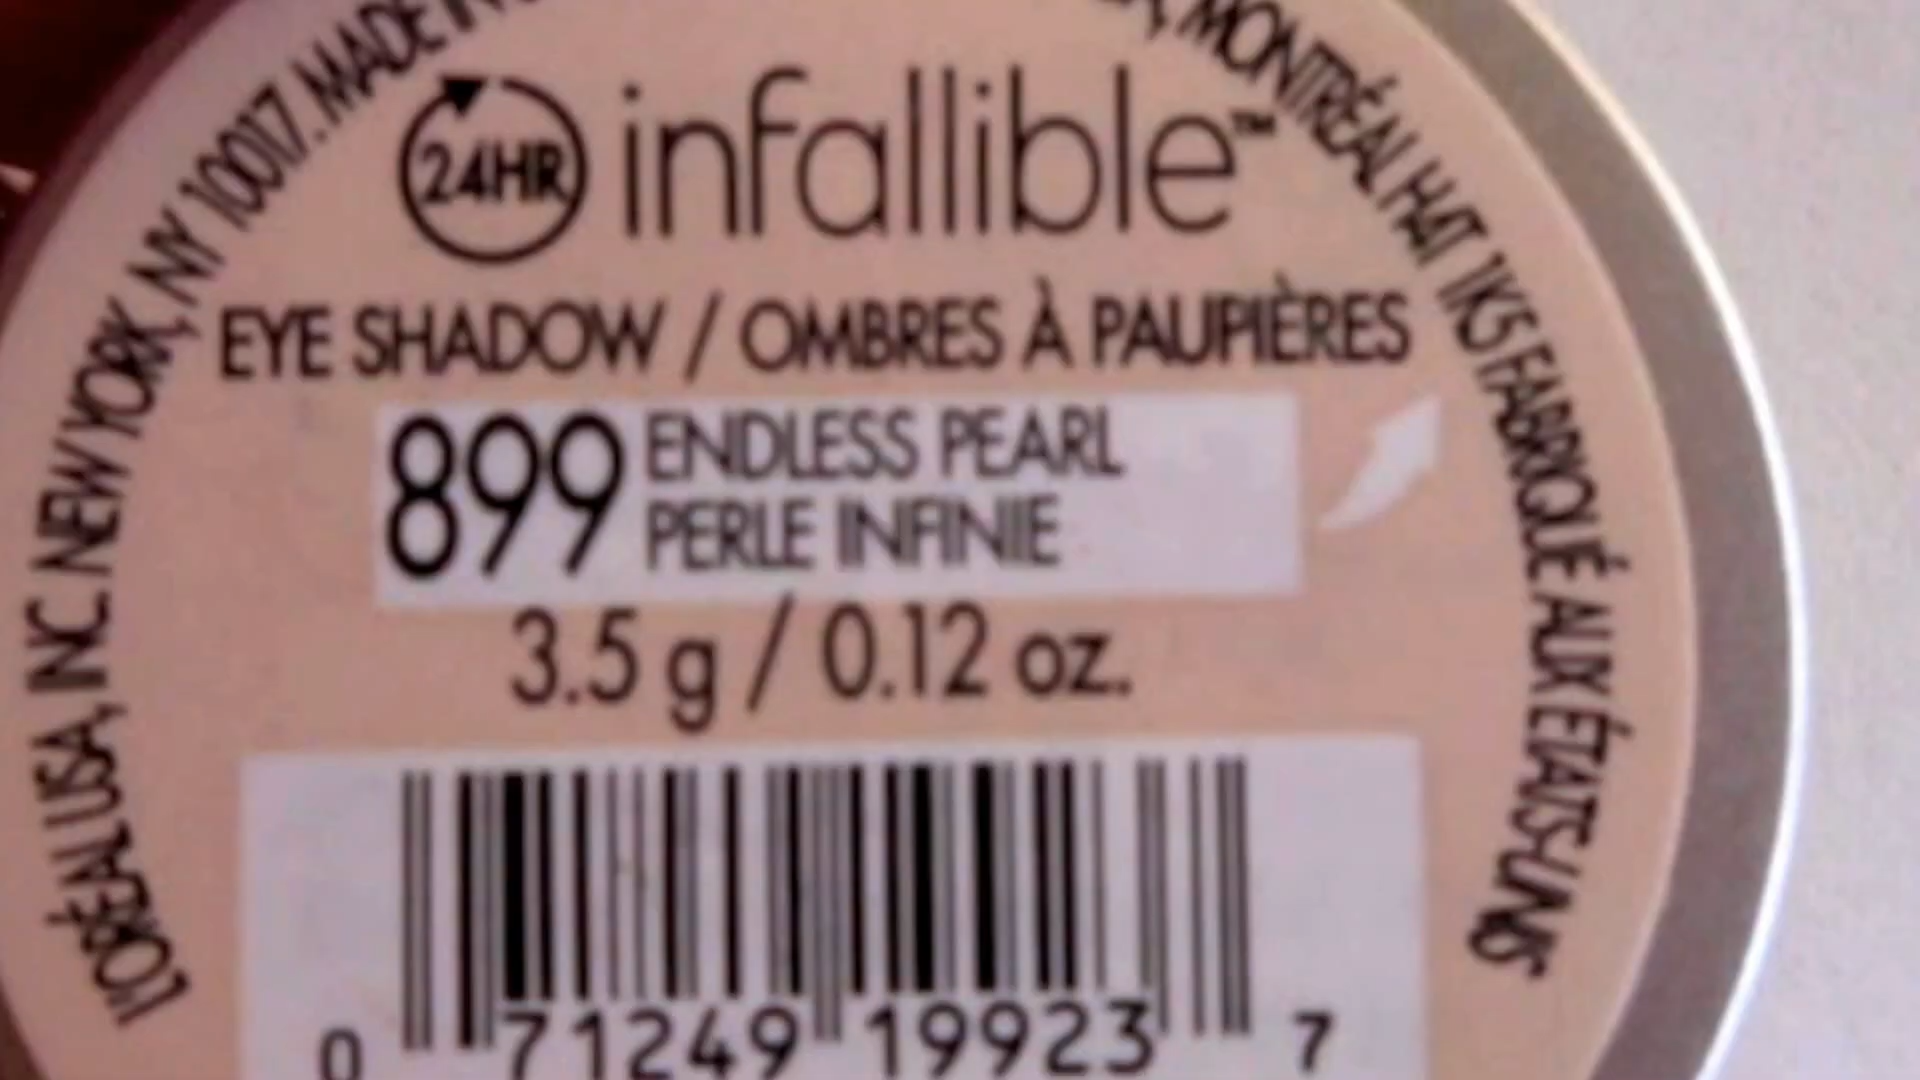 L'ORÉAL USA, INC. NEW YORK, NY 10017. MADE IN
MONTRÉAL H4T 1K5 FABRIQUÉ AUX ÉTATS-UNIS
24HR infallible™
EYE SHADOW / OMBRES À PAUPIÈRES
899 ENDLESS PEARL
PERLE INFINIE
3.5 g / 0.12 oz.
0 71249 19923 7